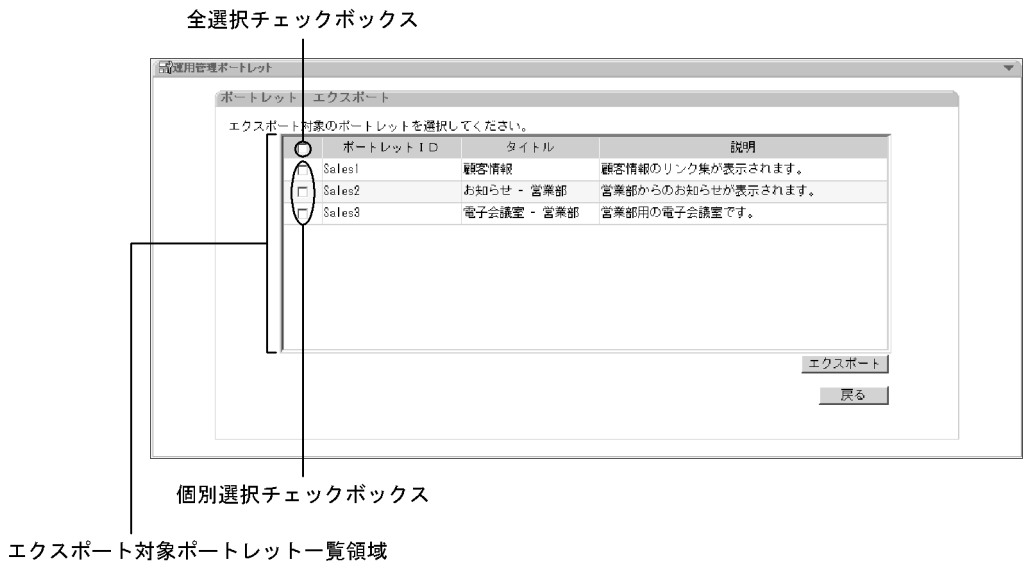 全選択チェックボックス
運用管理ポートレット
ポートレット エクスポート
エクスポート対象のポートレットを選択してください。
ポートレットＩＤ タイトル 説明
Sales1 顧客情報 顧客情報のリンク集が表示されます。
Sales2 お知らせ - 営業部 営業部からのお知らせが表示されます。
Sales3 電子会議室 - 営業部 営業部用の電子会議室です。
エクスポート
戻る
個別選択チェックボックス
エクスポート対象ポートレット一覧領域